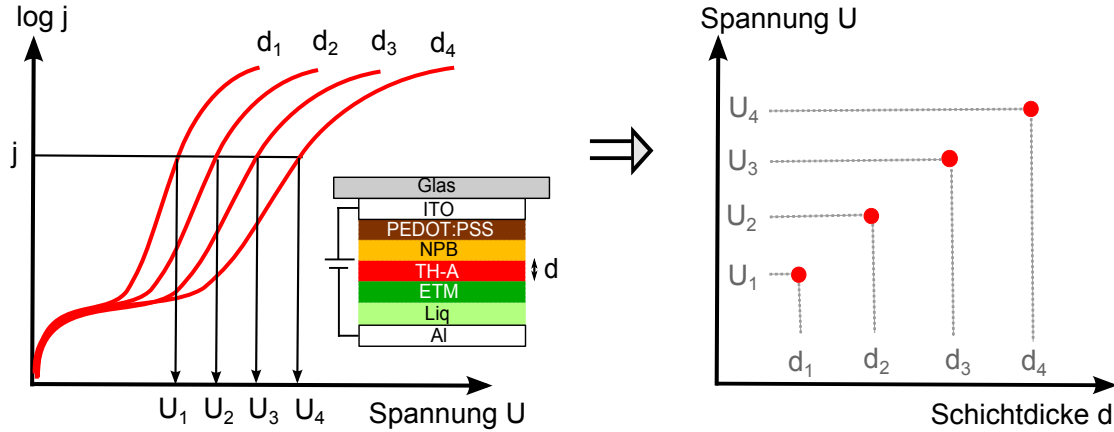 log j
d1 d2 d3 d4
j
Glas
ITO
PEDOT:PSS
NPB
TH-A
d
ETM
Liq
Al
U1 U2 U3 U4
Spannung U
Spannung U
U4
U3
U2
U1
d1 d2 d3 d4
Schichtdicke d